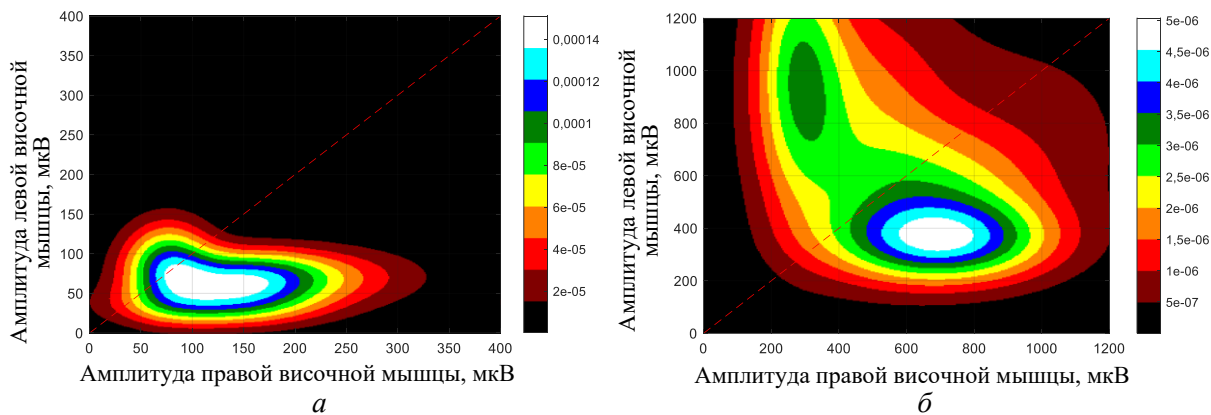 Амплитуда левой височной
мышцы, мкВ
400
350
300
250
200
150
100
50
0
0 50 100 150 200 250 300 350 400
Амплитуда правой височной мышцы, мкВ
а
0,00014
0,00012
0,0001
8e-05
6e-05
4e-05
2e-05
Амплитуда левой височной
мышцы, мкВ
1200
1000
800
600
400
200
0
0 200 400 600 800 1000 1200
Амплитуда правой височной мышцы, мкВ
б
5e-06
4,5e-06
4e-06
3,5e-06
3e-06
2,5e-06
2e-06
1,5e-06
1e-06
5e-07